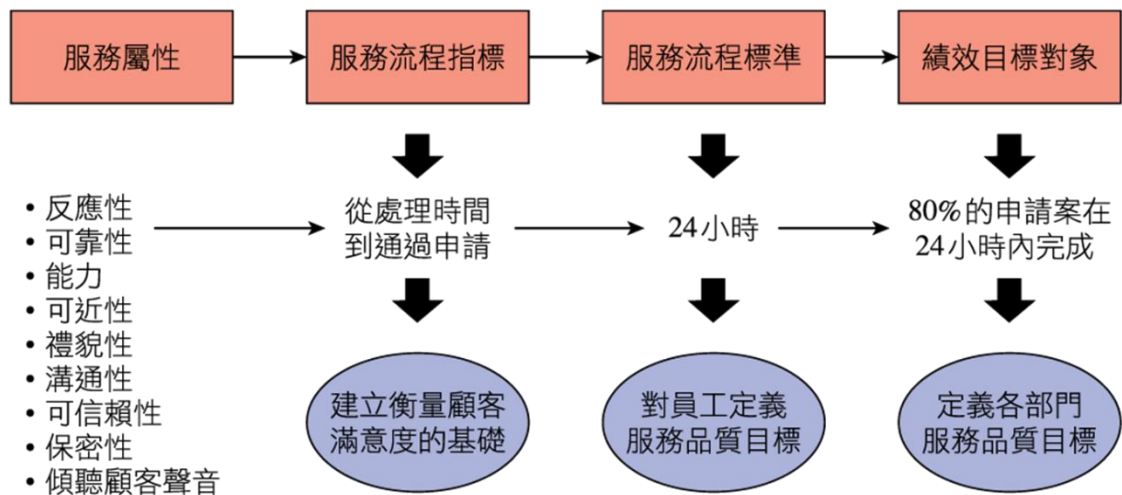 服務屬性
服務流程指標
服務流程標準
績效目標對象
• 反應性
• 可靠性
• 能力
• 可近性
• 禮貌性
• 溝通性
• 可信賴性
• 保密性
• 傾聽顧客聲音
從處理時間
到通過申請
24小時
80%的申請案在
24小時內完成
建立衡量顧客
滿意度的基礎
對員工定義
服務品質目標
定義各部門
服務品質目標